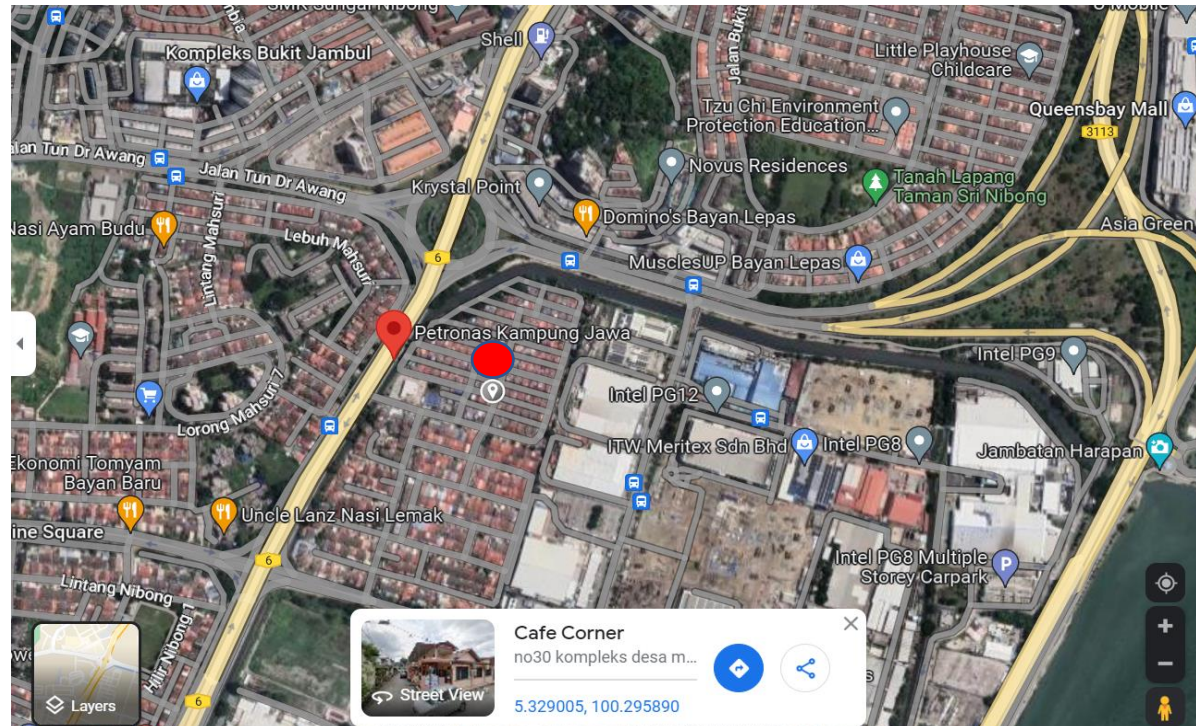 SMK Sungai Nibong
U Mobile
Kompleks Bukit Jambul
Shell
Jalan Bukit
Little Playhouse
Childcare
Tzu Chi Environment
Protection Education...
Queensbay Mall
3113
alan Tun Dr Awang
Jalan Tun Dr Awang
Krystal Point
Novus Residences
Tanah Lapang
Taman Sri Nibong
Nasi Ayam Budu
Lintang Mahsuri
Lebuh Mahsuri
Domino's Bayan Lepas
Asia Green
6
MusclesUP Bayan Lepas
Petronas Kampung Jawa
Intel PG9
Intel PG12
Lorong Mahsuri 7
ITW Meritex Sdn Bhd
Intel PG8
Jambatan Harapan
Ekonomi Tomyam
Bayan Baru
Uncle Lanz Nasi Lemak
ine Square
6
Intel PG8 Multiple
Storey Carpark
P
Lintang Nibong
Hilir Nibong 1
Layers
6
Street View
Cafe Corner
no30 kompleks desa m...
5.329005, 100.295890